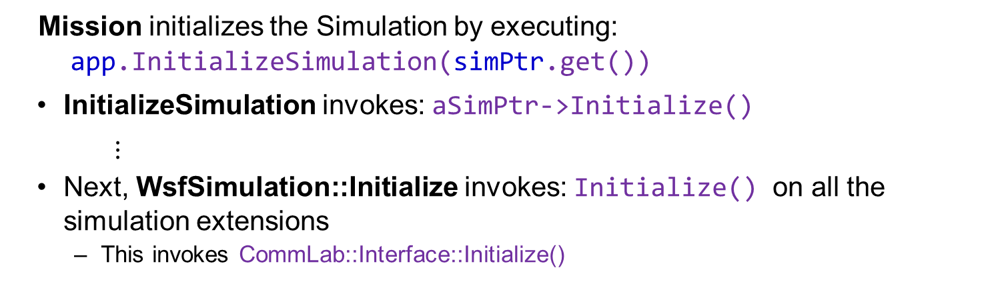 Mission initializes the Simulation by executing:
app.InitializeSimulation(simPtr.get())
• InitializeSimulation invokes: aSimPtr->Initialize()
⋮
• Next, WsfSimulation::Initialize invokes: Initialize() on all the
simulation extensions
– This invokes CommLab::Interface::Initialize()